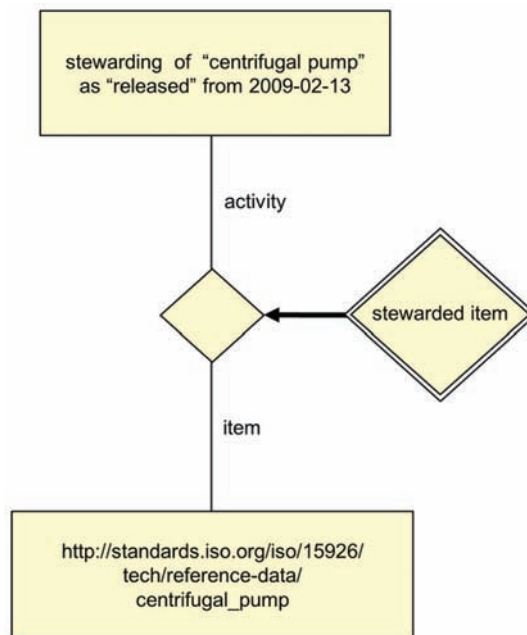 stewarding of “centrifugal pump”
as “released” from 2009-02-13
activity
stewarded item
item
http://standards.iso.org/iso/15926/
tech/reference-data/
centrifugal_pump